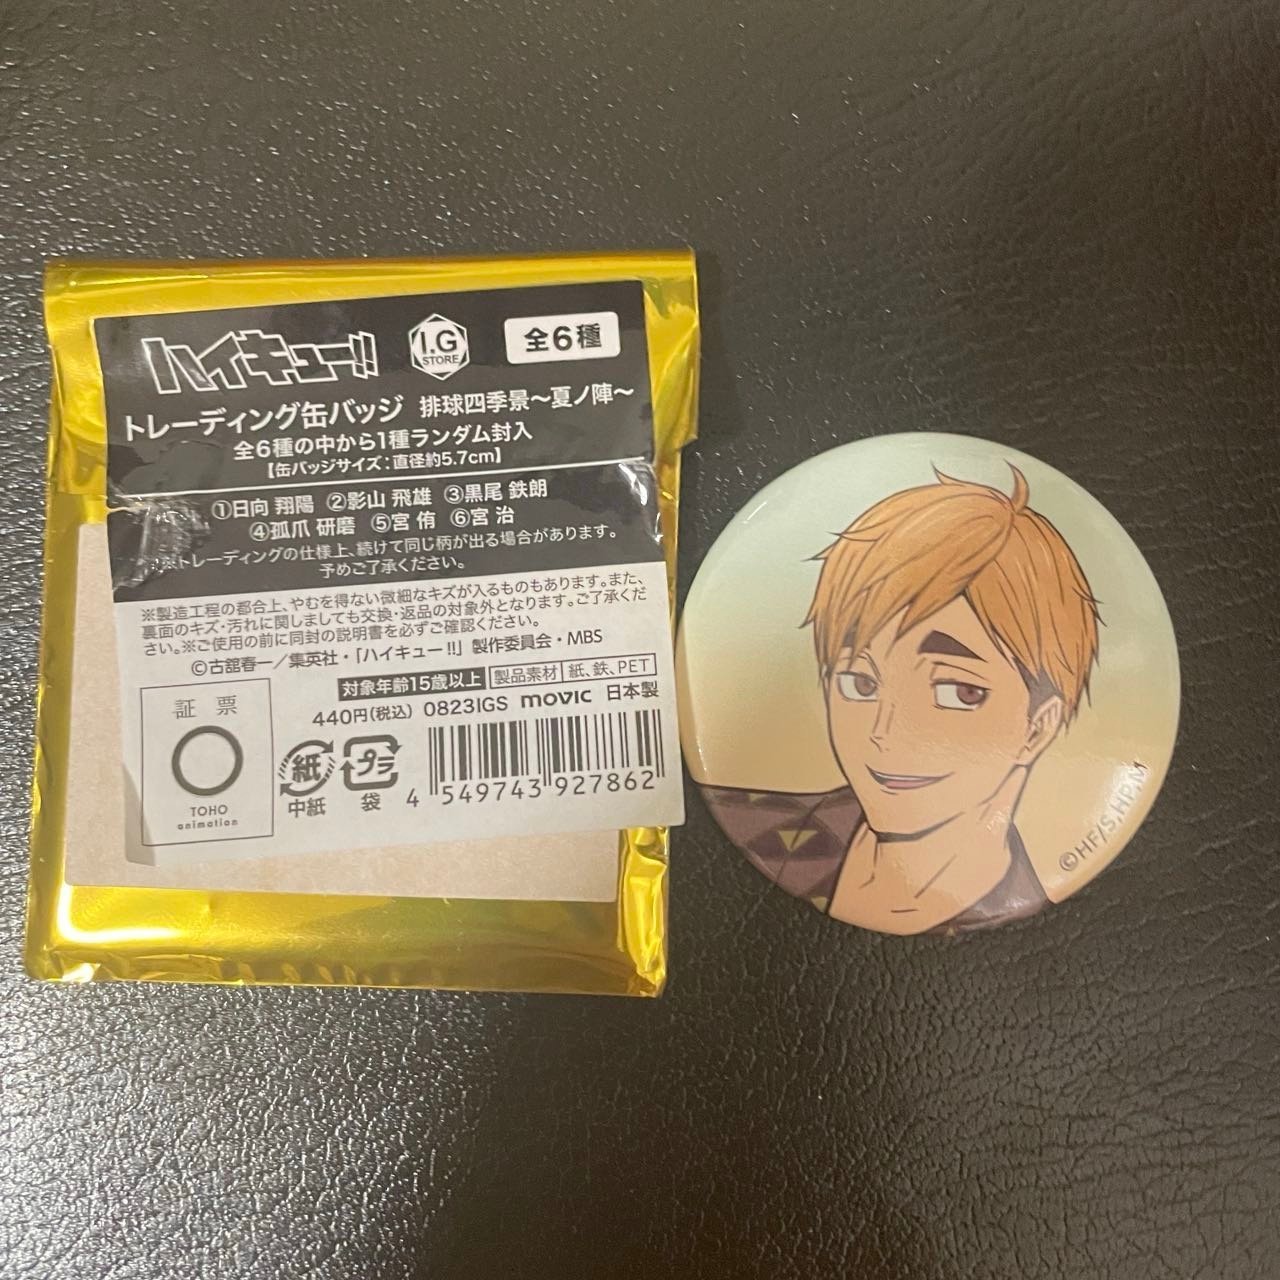 ハイキュー!!
I.G
STORE
全6種
トレーディング缶バッジ 排球四季景～夏ノ陣～
全6種の中から1種ランダム封入
【缶バッジサイズ:直径約5.7cm】
①日向 翔陽 ②影山 飛雄 ③黒尾 鉄朗
④孤爪 研磨 ⑤宮 侑 ⑥宮 治
※トレーディングの仕様上、続けて同じ柄が出る場合があります。
予めご了承ください。
※製造工程の都合上、やむを得ない微細なキズが入るものもあります。また、
裏面のキズ・汚れに関しましても交換・返品の対象外となります。ご了承くだ
さい。※ご使用の前に同封の説明書を必ずご確認ください。
©古舘春一／集英社・「ハイキュー!!」製作委員会・MBS
対象年齢15歳以上 製品素材 紙、鉄、PET
440円(税込) 0823IGS movic 日本製
証 票
TOHO
animation
紙
中紙
プラ
袋
4 549743 927862
©HF/S,HP,M